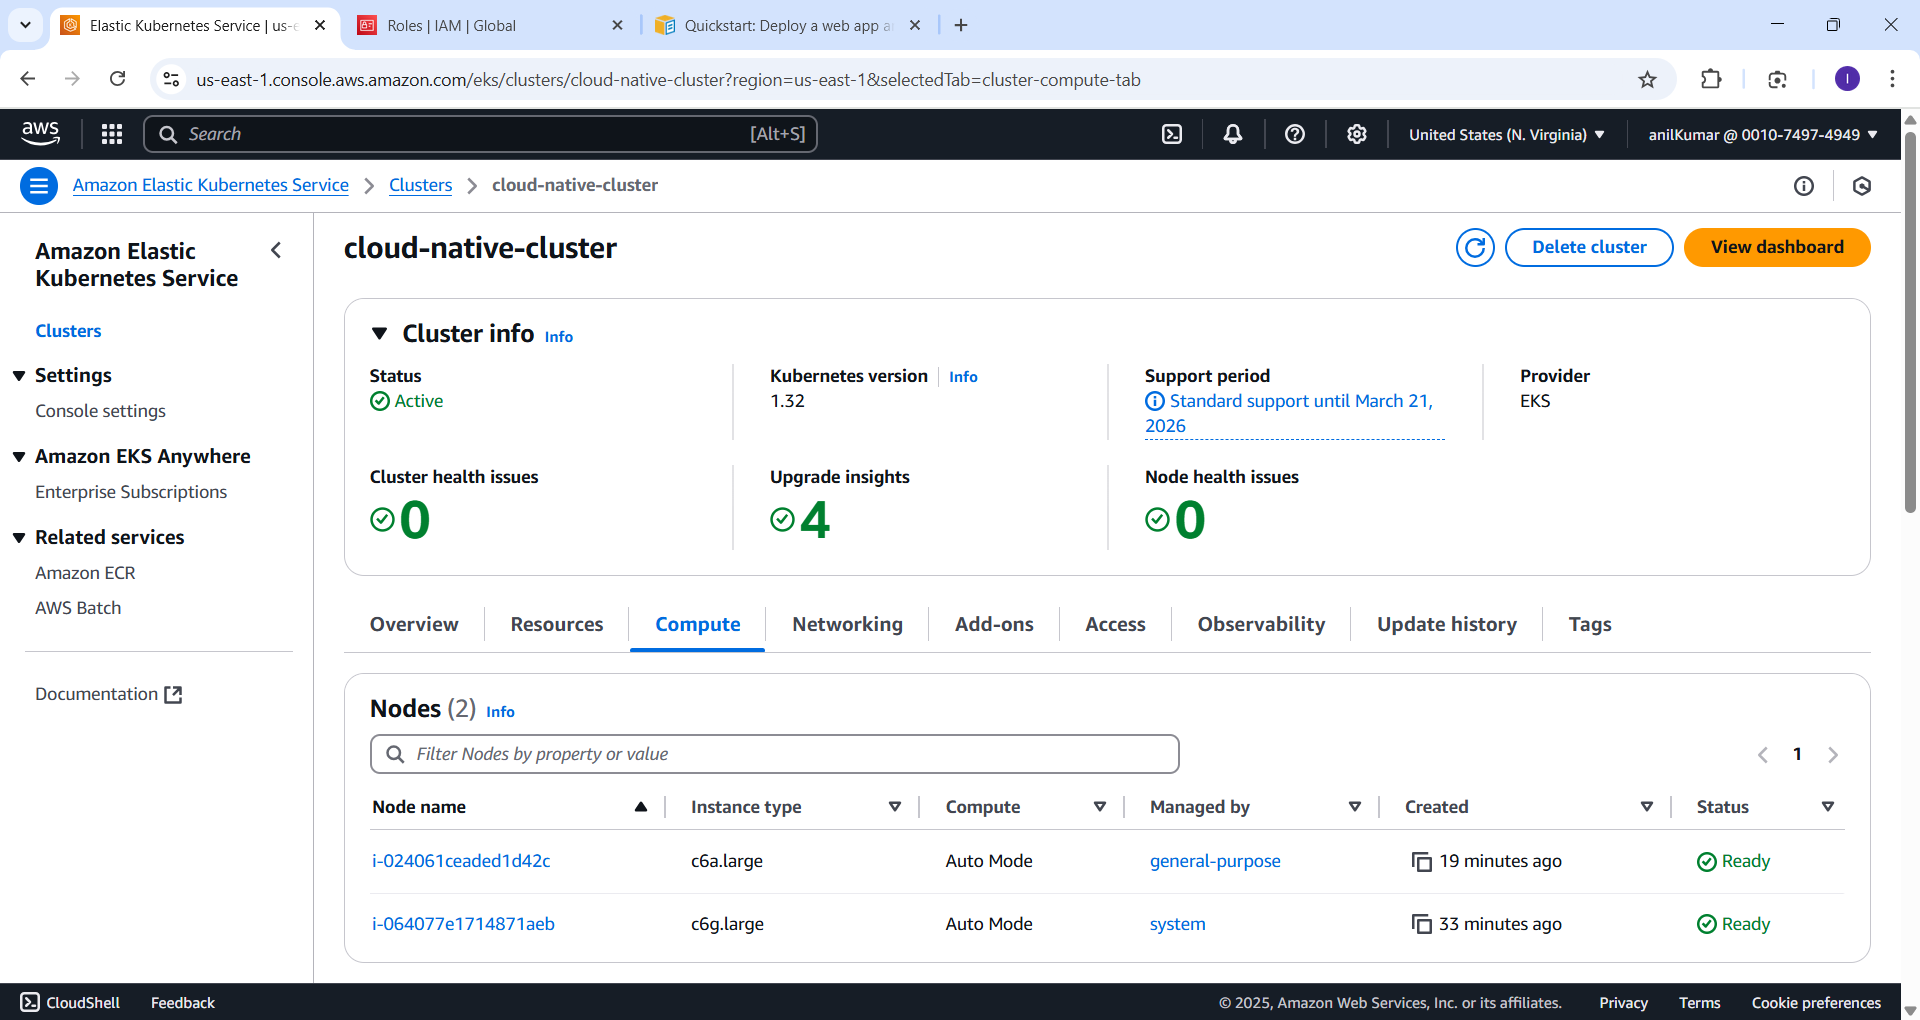 Elastic Kubernetes Service | us-e
Roles | IAM | Global
Quickstart: Deploy a web app a
us-east-1.console.aws.amazon.com/eks/clusters/cloud-native-cluster?region=us-east-1&selectedTab=cluster-compute-tab
I
aws
Search
[Alt+S]
United States (N. Virginia)
anilKumar @ 0010-7497-4949
Amazon Elastic Kubernetes Service
Clusters
cloud-native-cluster
Amazon Elastic
Kubernetes Service
Clusters
Settings
Console settings
Amazon EKS Anywhere
Enterprise Subscriptions
Related services
Amazon ECR
AWS Batch
Documentation
cloud-native-cluster
Delete cluster
View dashboard
Cluster info Info
Status
Active
Kubernetes version Info
1.32
Support period
Standard support until March 21,
2026
Provider
EKS
Cluster health issues
0
Upgrade insights
4
Node health issues
0
Overview
Resources
Compute
Networking
Add-ons
Access
Observability
Update history
Tags
Nodes (2) Info
Filter Nodes by property or value
1
Node name
Instance type
Compute
Managed by
Created
Status
i-024061ceaded1d42c
c6a.large
Auto Mode
general-purpose
19 minutes ago
Ready
i-064077e1714871aeb
c6g.large
Auto Mode
system
33 minutes ago
Ready
CloudShell
Feedback
© 2025, Amazon Web Services, Inc. or its affiliates.
Privacy
Terms
Cookie preferences